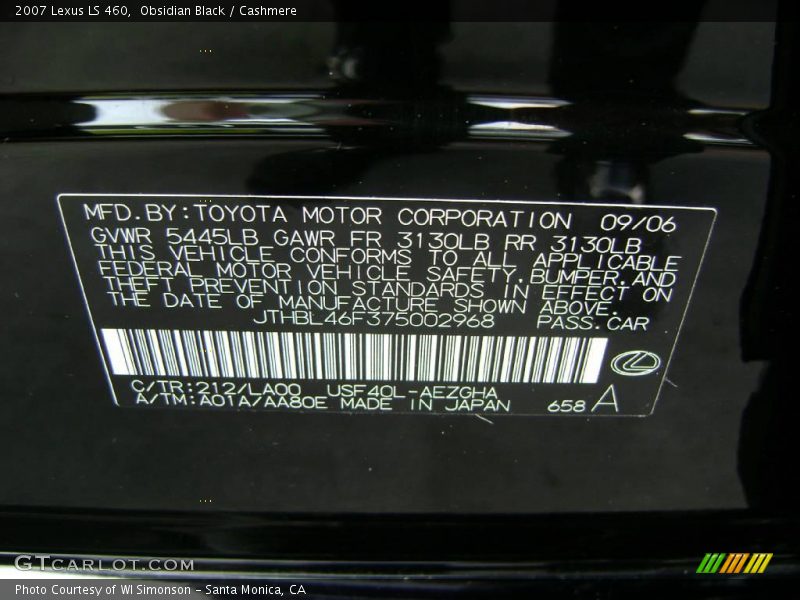 2007 Lexus LS 460, Obsidian Black / Cashmere
MFD.BY:TOYOTA MOTOR CORPORATION 09/06
GVWR 5445LB GAWR FR 3130LB RR 3130LB
THIS VEHICLE CONFORMS TO ALL APPLICABLE
FEDERAL MOTOR VEHICLE SAFETY,BUMPER,AND
THEFT PREVENTION STANDARDS IN EFFECT ON
THE DATE OF MANUFACTURE SHOWN ABOVE.
JTHBL46F375002968 PASS.CAR
C/TR:212/LA00 USF40L-AEZGHA
A/TM:A01A/AA80E MADE IN JAPAN 658 A
GTCARLOT.COM
Photo Courtesy of WI Simonson - Santa Monica, CA